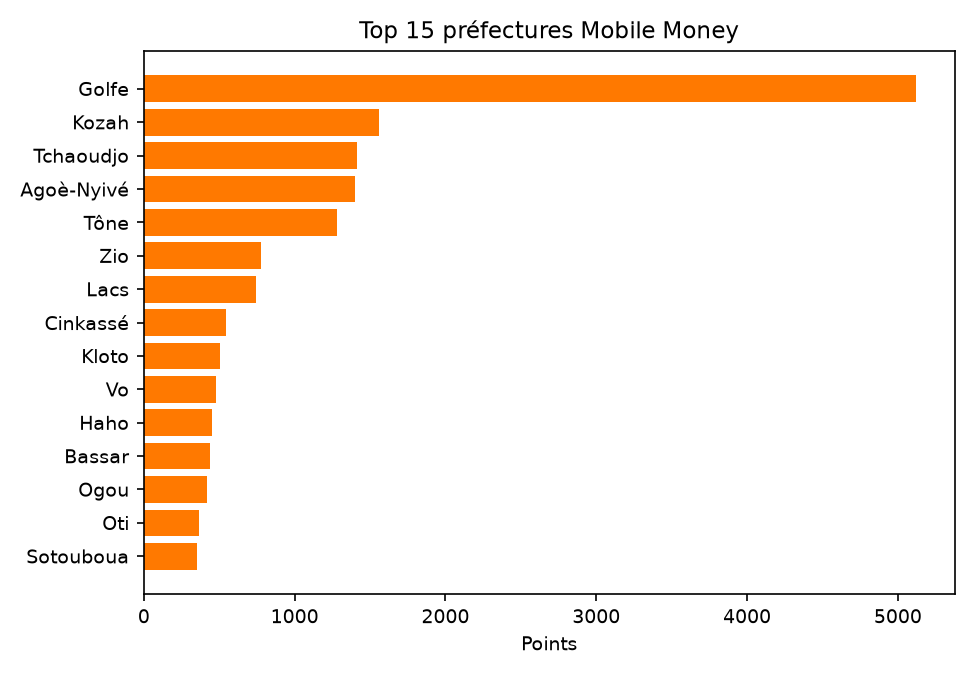 Top 15 préfectures Mobile Money
Golfe
Kozah
Tchaoudjo
Agoè-Nyivé
Tône
Zio
Lacs
Cinkassé
Kloto
Vo
Haho
Bassar
Ogou
Oti
Sotouboua
0 1000 2000 3000 4000 5000
Points